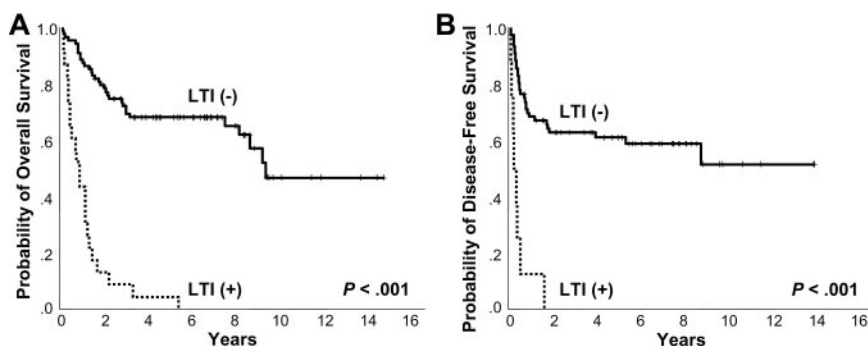 A
Probability of Overall Survival
1.0
.8
.6
.4
.2
.0
LTI (-)
LTI (+)
P < .001
0 2 4 6 8 10 12 14 16
Years
B
Probability of Disease-Free Survival
1.0
.8
.6
.4
.2
.0
LTI (-)
LTI (+)
P < .001
0 2 4 6 8 10 12 14 16
Years